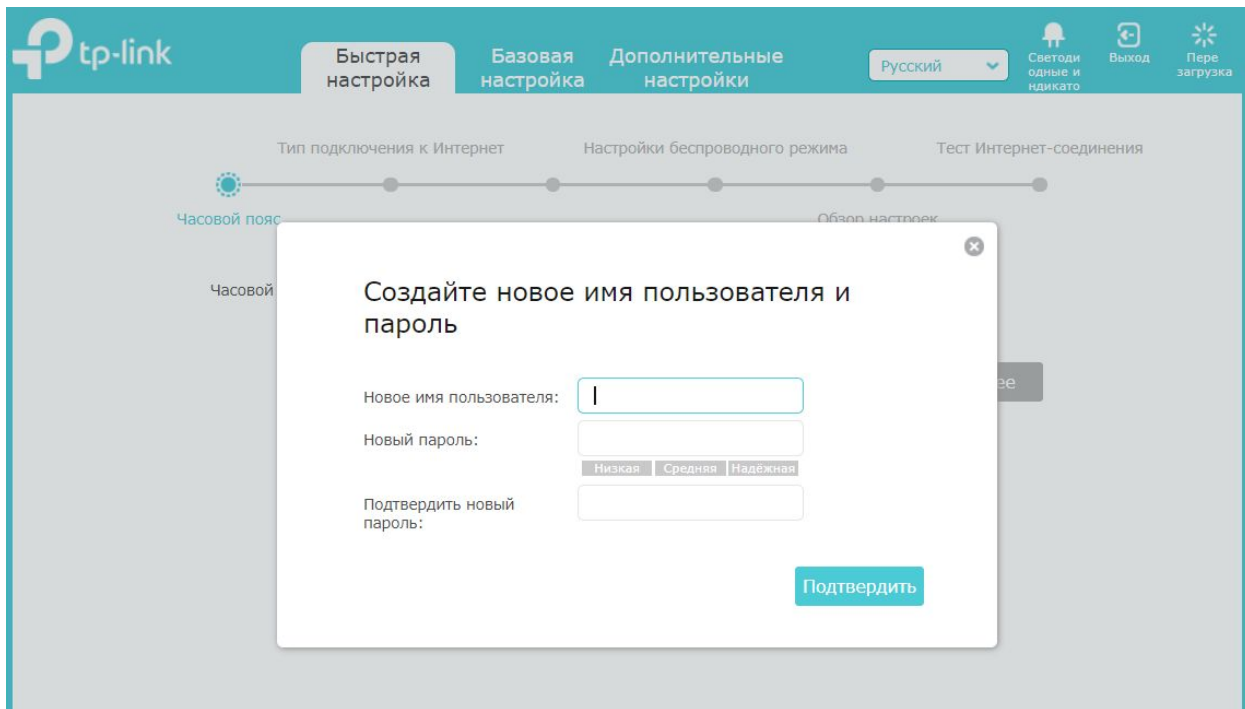 tp-link
Быстрая
настройка
Базовая
настройка
Дополнительные
настройки
Русский
Светоди
одные и
ндикато
Выход
Пере
загрузка
Тип подключения к Интернет
Настройки беспроводного режима
Тест Интернет-соединения
Часовой пояс
Обзор настроек
Часовой
Создайте новое имя пользователя и
пароль
ее
Новое имя пользователя:
Новый пароль:
Низкая Средняя Надёжная
Подтвердить новый
пароль:
Подтвердить